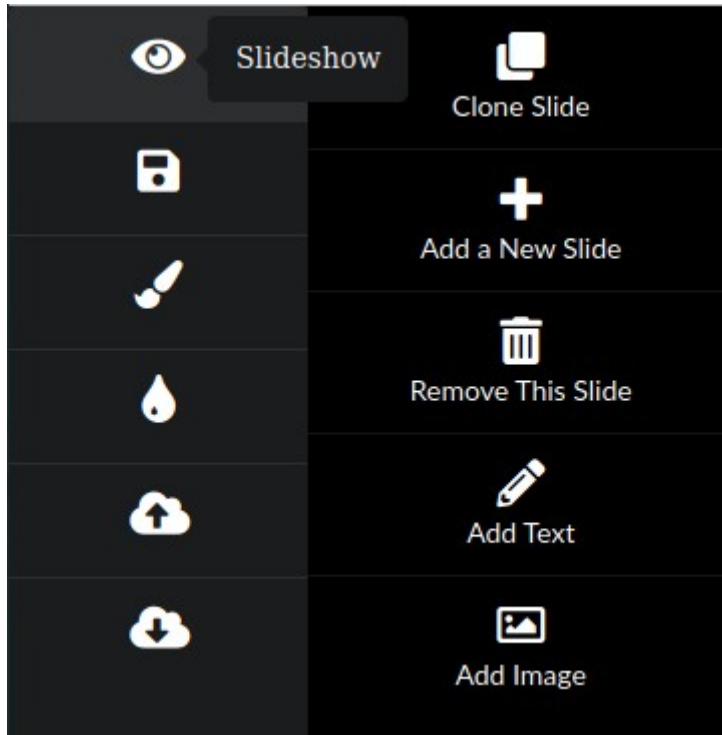 Slideshow
Clone Slide
Add a New Slide
Remove This Slide
Add Text
Add Image